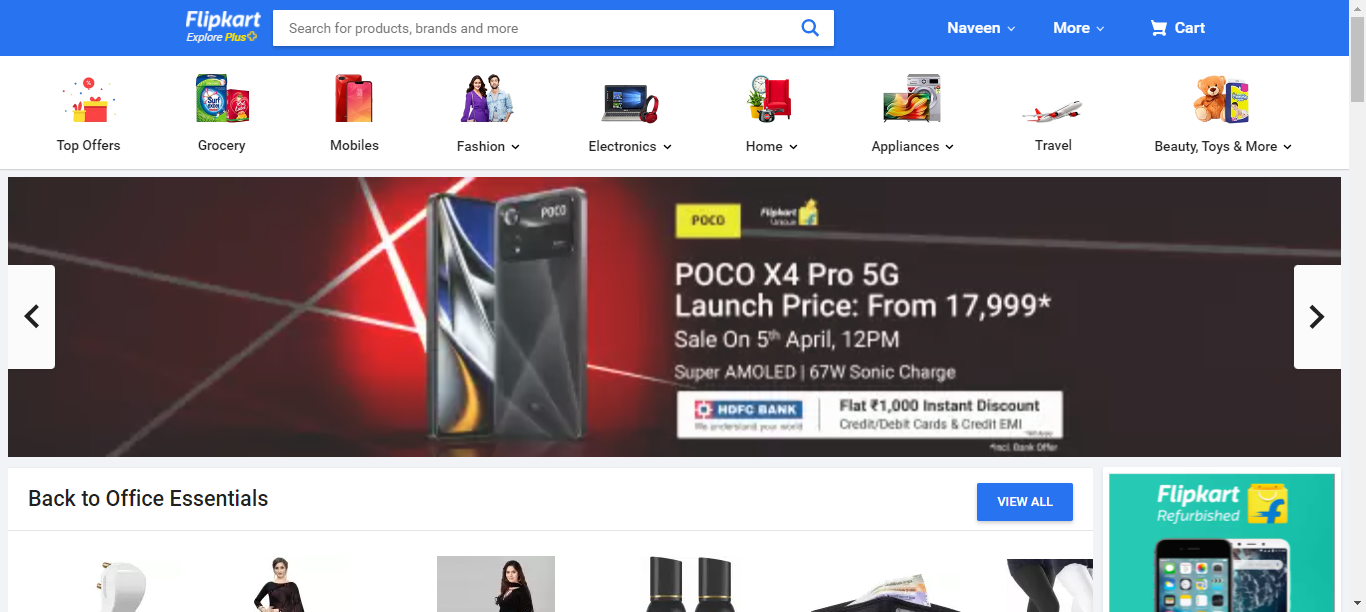 Flipkart
Explore Plus
Search for products, brands and more
Naveen
More
Cart
Top Offers
Grocery
Mobiles
Fashion
Electronics
Home
Appliances
Travel
Beauty, Toys & More
POCO
POCO
Flipkart
Unique
POCO X4 Pro 5G
Launch Price: From 17,999*
Sale On 5th April, 12PM
Super AMOLED | 67W Sonic Charge
HDFC BANK
We understand your world
Flat ₹1,000 Instant Discount
Credit/Debit Cards & Credit EMI
*Incl. Bank Offer
Back to Office Essentials
VIEW ALL
Flipkart
Refurbished